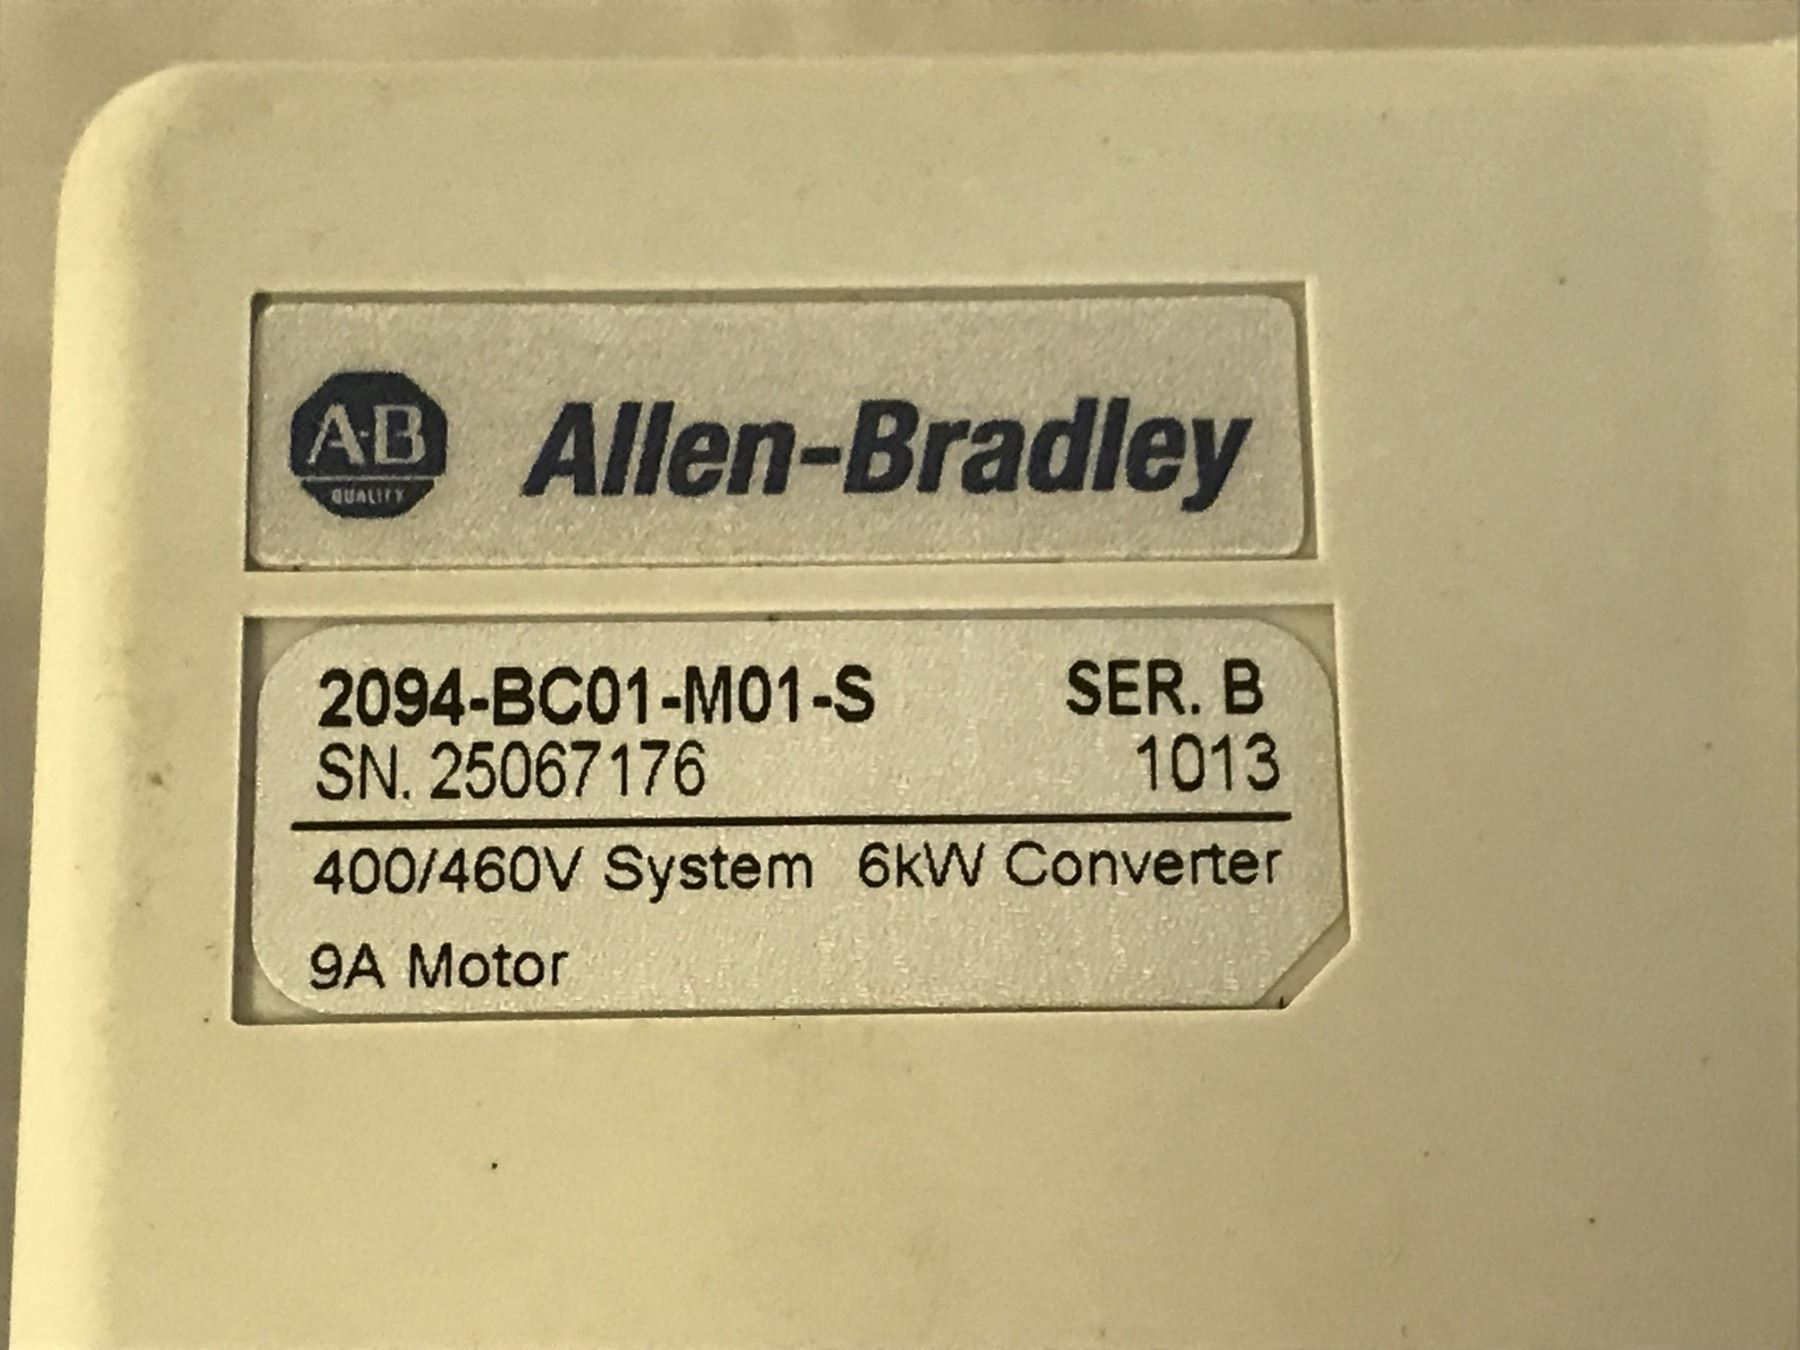 A-B
QUALITY
Allen-Bradley
2094-BC01-M01-S SER. B
SN. 25067176 1013
400/460V System 6kW Converter
9A Motor